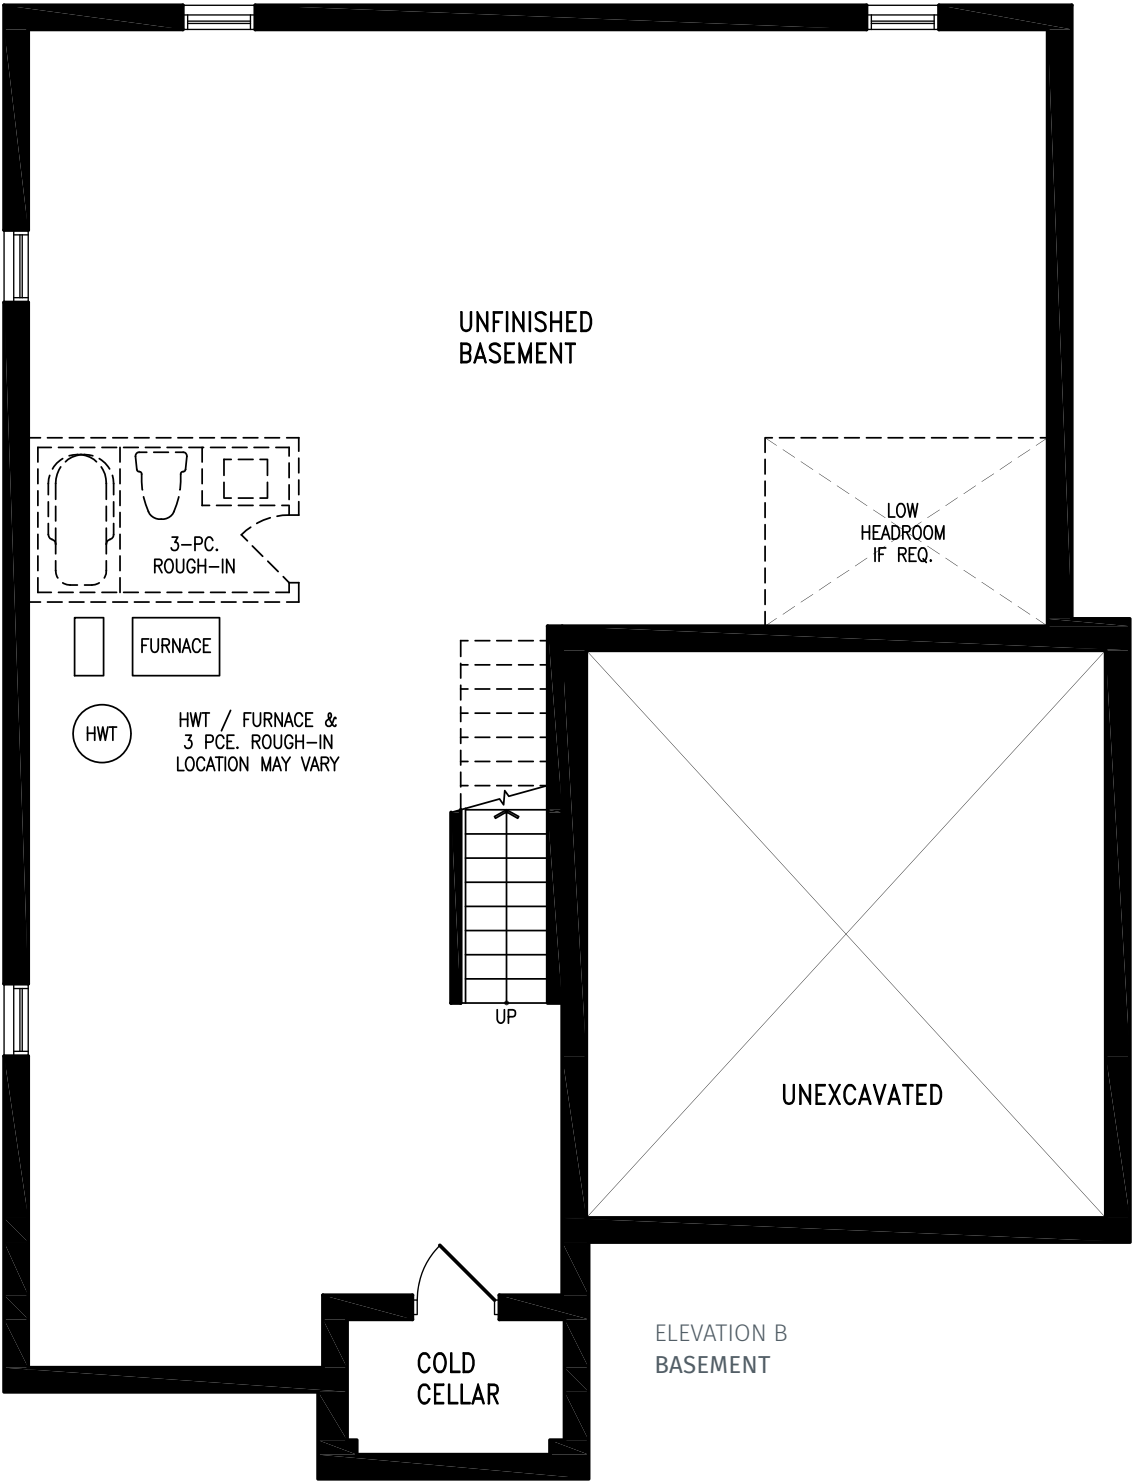 UNFINISHED
BASEMENT
LOW
HEADROOM
IF REQ.
3-PC.
ROUGH-IN
FURNACE
HWT
HWT / FURNACE &
3 PCE. ROUGH-IN
LOCATION MAY VARY
UP
UNEXCAVATED
COLD
CELLAR
ELEVATION B
BASEMENT